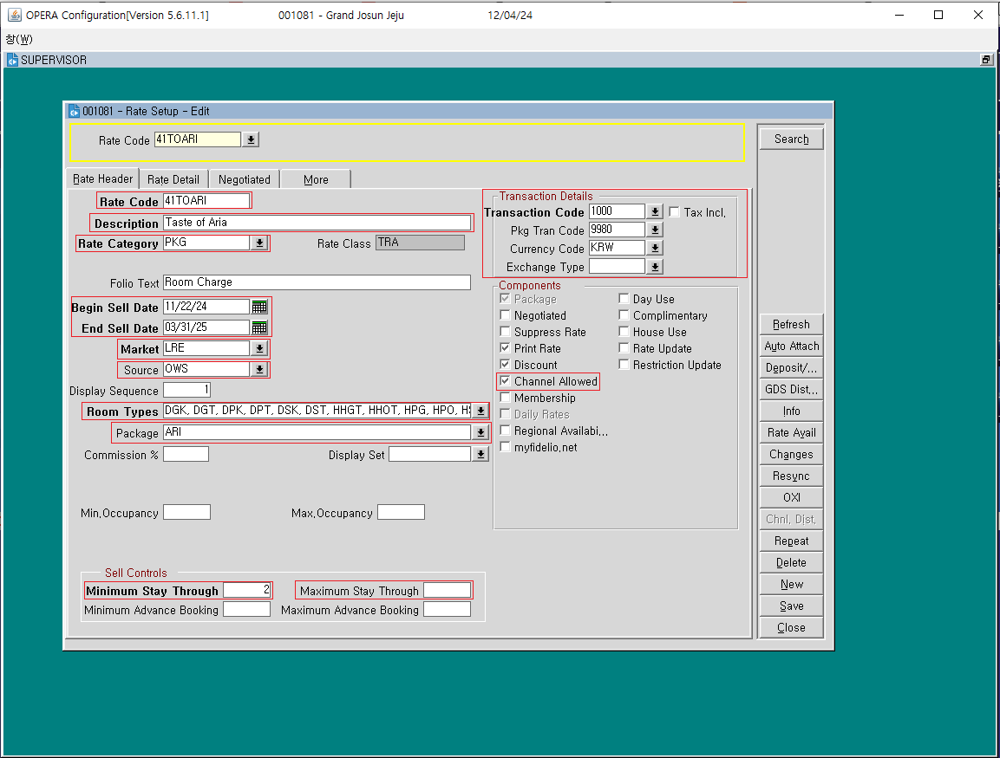 OPERA Configuration[Version 5.6.11.1] 001081 - Grand Josun Jeju 12/04/24
창(W)
SUPERVISOR
001081 - Rate Setup - Edit
Rate Code 41TOARI
Search
Rate Header Rate Detail Negotiated More
Rate Code 41TOARI
Description Taste of Aria
Rate Category PKG Rate Class TRA
Folio Text Room Charge
Begin Sell Date 11/22/24
End Sell Date 03/31/25
Market LRE
Source OWS
Display Sequence 1
Room Types DGK, DGT, DPK, DPT, DSK, DST, HHGT, HHOT, HPG, HPO,
Package ARI
Commission % Display Set
Min.Occupancy Max.Occupancy
Sell Controls
Minimum Stay Through 2 Maximum Stay Through
Minimum Advance Booking Maximum Advance Booking
Transaction Details
Transaction Code 1000 Tax Incl.
Pkg Tran Code 9980
Currency Code KRW
Exchange Type
Components
Package Day Use
Negotiated Complimentary
Suppress Rate House Use
Print Rate Rate Update
Discount Restriction Update
Channel Allowed
Membership
Daily Rates
Regional Availabi...
myfidelio.net
Refresh
Auto Attach
Deposit/...
GDS Dist...
Info
Rate Avail
Changes
Resync
OXI
Chnl. Dist.
Repeat
Delete
New
Save
Close